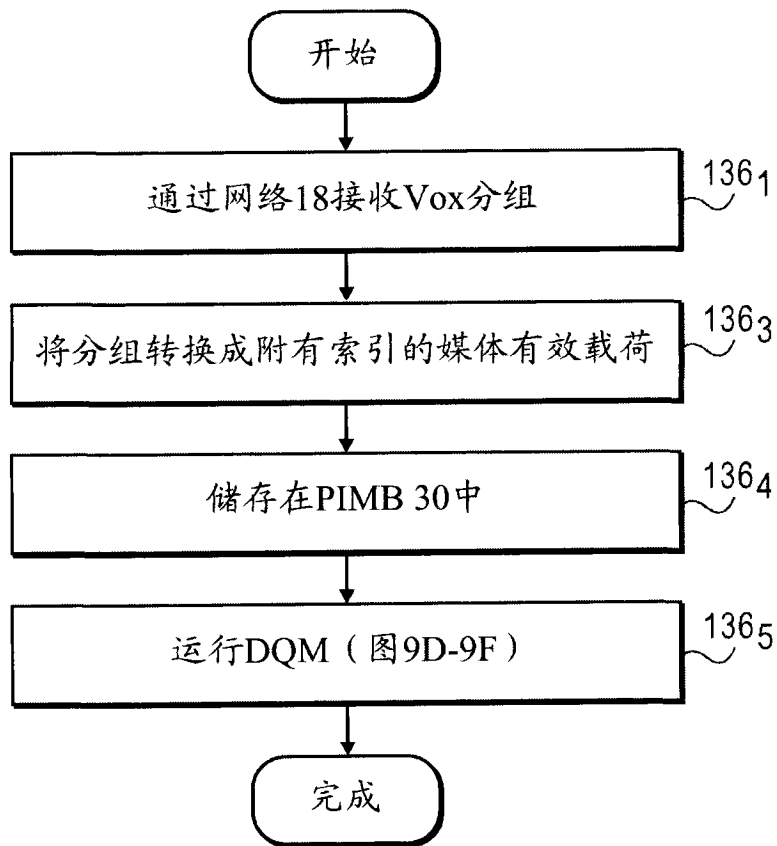 开始
通过网络18接收Vox分组
136₁
将分组转换成附有索引的媒体有效载荷
136₃
储存在PIMB 30中
136₄
运行DQM（图9D-9F）
136₅
完成